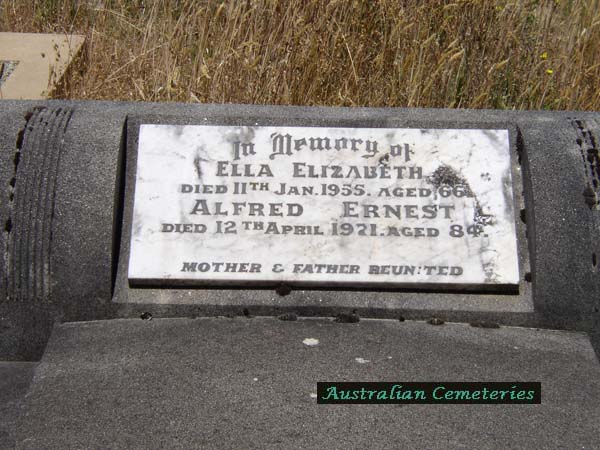 In Memory of
ELLA ELIZABETH
DIED 11TH JAN. 1955. AGED 66
ALFRED ERNEST
DIED 12TH APRIL 1971. AGED 84
MOTHER & FATHER REUNITED
Australian Cemeteries